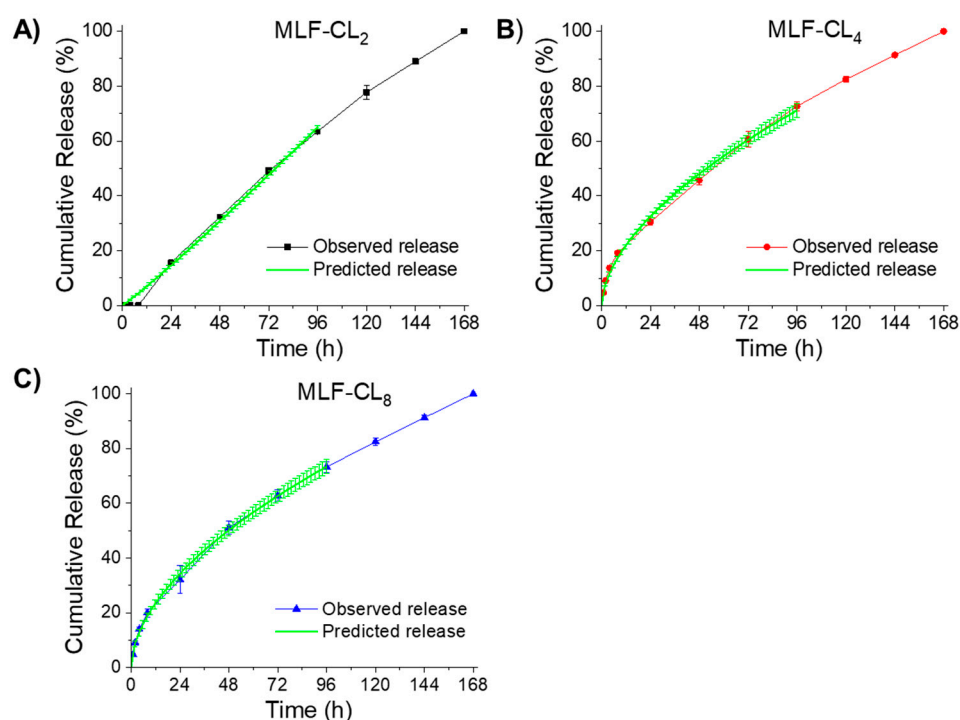 A)
MLF-CL2
Cumulative Release (%)
100
80
60
40
20
0
Observed release
Predicted release
0 24 48 72 96 120 144 168
Time (h)
B)
MLF-CL4
Cumulative Release (%)
100
80
60
40
20
0
Observed release
Predicted release
0 24 48 72 96 120 144 168
Time (h)
C)
MLF-CL8
Cumulative Release (%)
100
80
60
40
20
0
Observed release
Predicted release
0 24 48 72 96 120 144 168
Time (h)